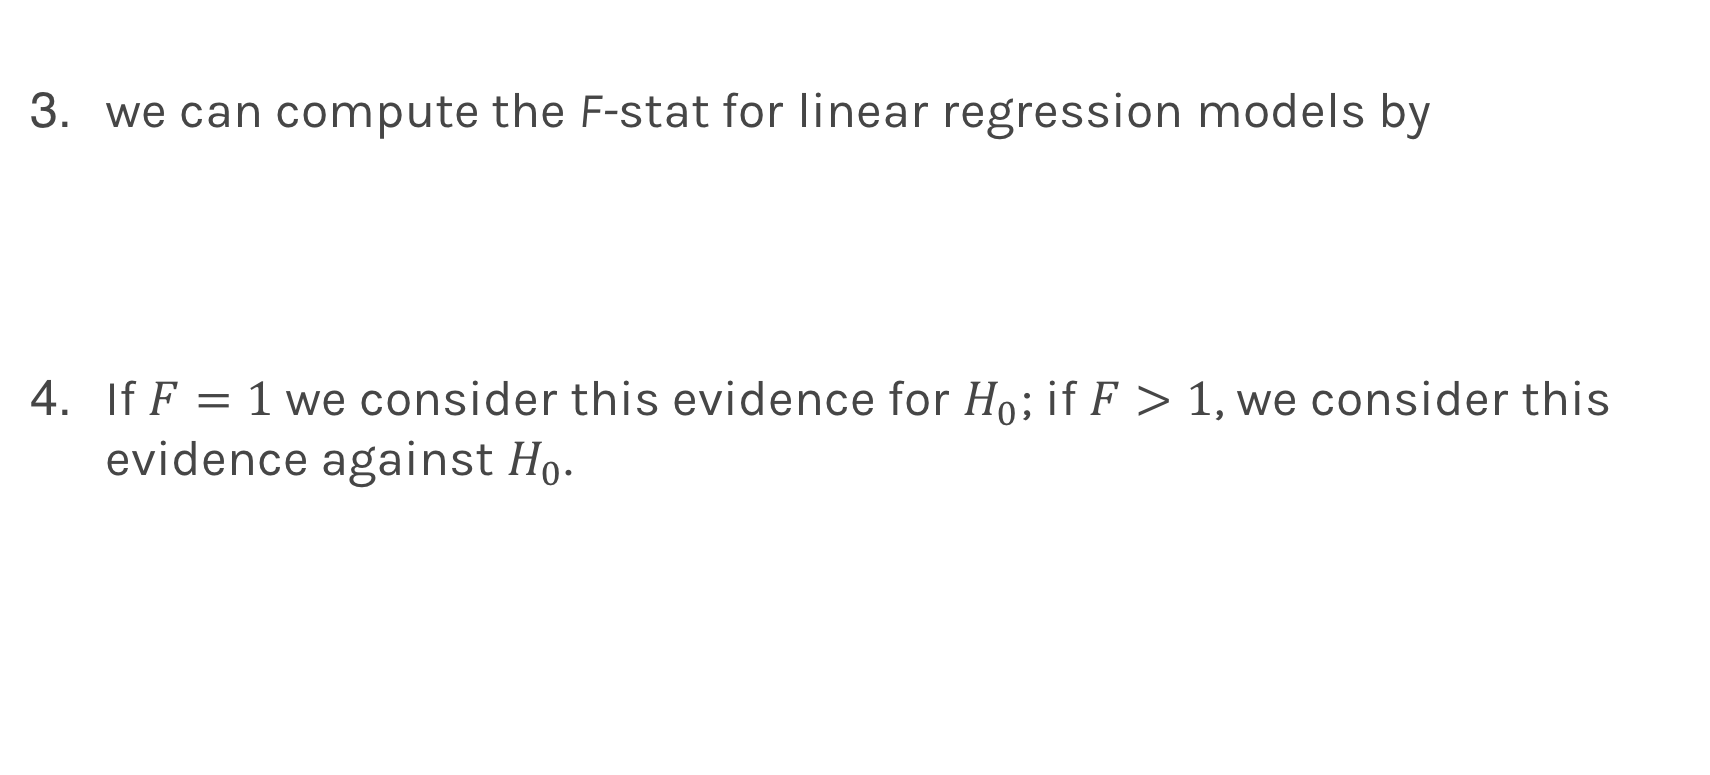 3. we can compute the F-stat for linear regression models by
4. If F = 1 we consider this evidence for H₀; if F > 1, we consider this
evidence against H₀.